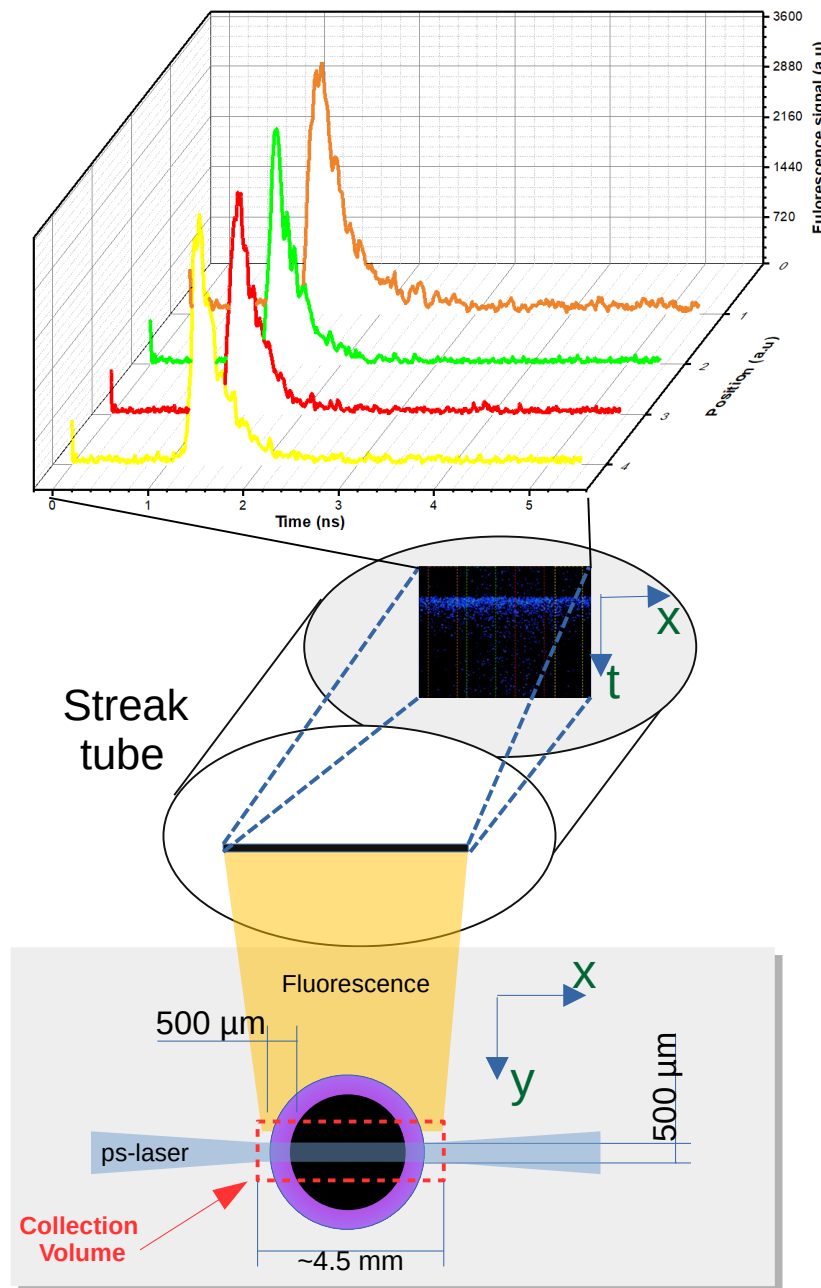 3600
2880
2160
1440
720
0
Fulorescence signal (a.u)
1
2
3
4
Position (a.u)
0
1
2
3
4
5
Time (ns)
x
t
Streak
tube
Fluorescence
x
y
500 µm
500 µm
ps-laser
Collection
Volume
~4.5 mm